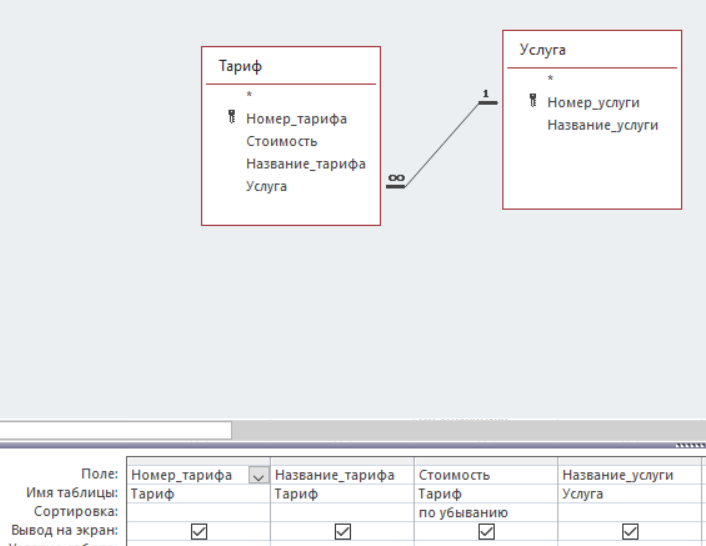 Тариф
*
Номер_тарифа
Стоимость
Название_тарифа
Услуга
∞
1
Услуга
*
Номер_услуги
Название_услуги
Поле: Номер_тарифа Название_тарифа Стоимость Название_услуги
Имя таблицы: Тариф Тариф Тариф Услуга
Сортировка: по убыванию
Вывод на экран: